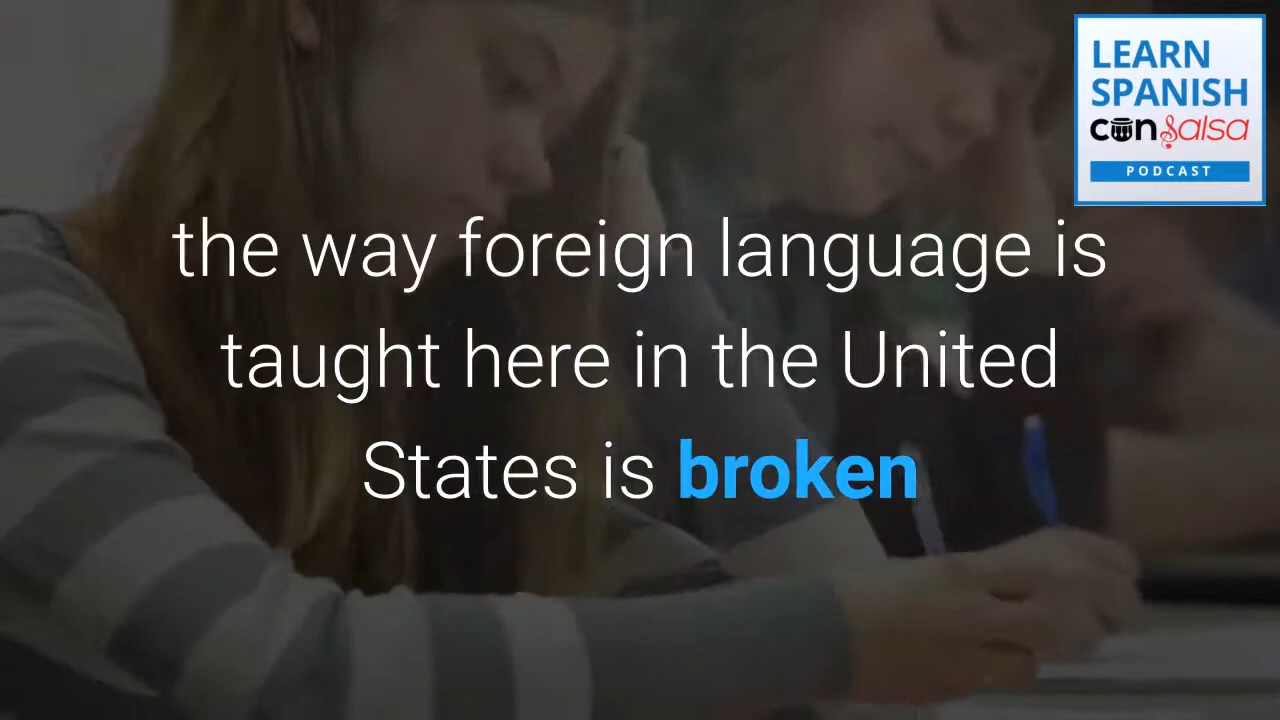 LEARN
SPANISH
con salsa
PODCAST
the way foreign language is
taught here in the United
States is broken